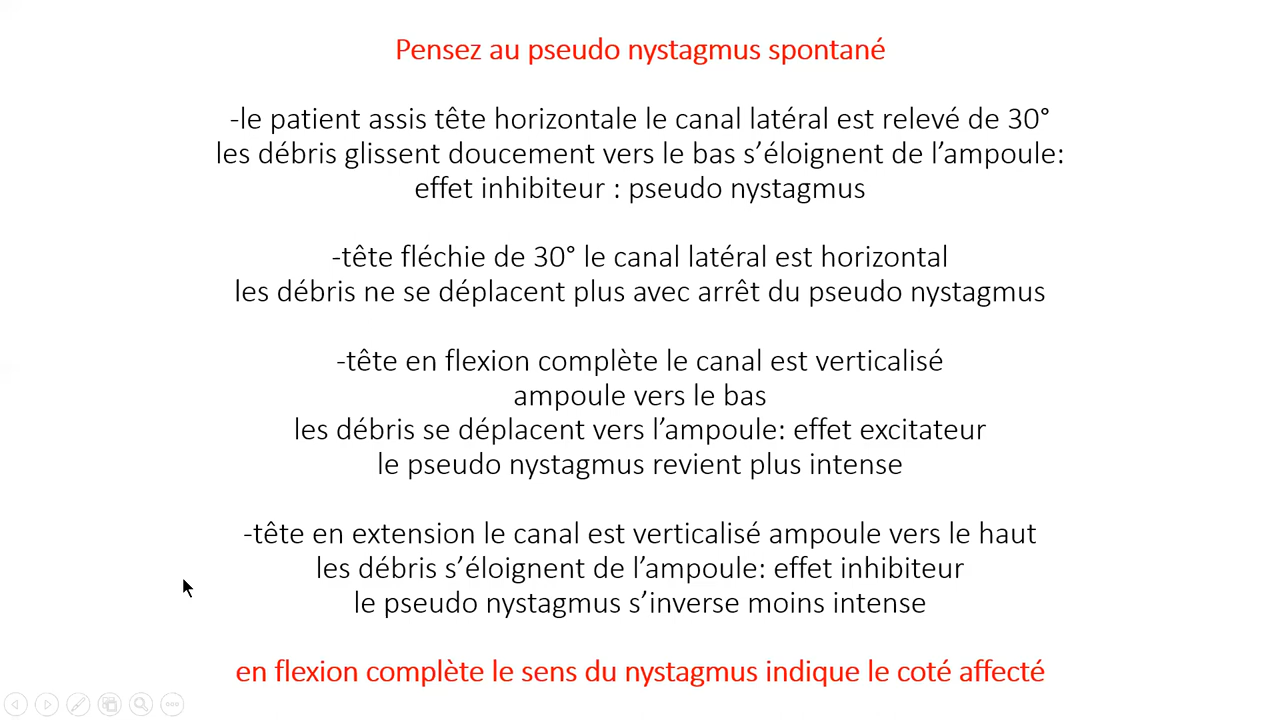 Pensez au pseudo nystagmus spontané
-le patient assis tête horizontale le canal latéral est relevé de 30°
les débris glissent doucement vers le bas s’éloignent de l’ampoule:
effet inhibiteur : pseudo nystagmus
-tête fléchie de 30° le canal latéral est horizontal
les débris ne se déplacent plus avec arrêt du pseudo nystagmus
-tête en flexion complète le canal est verticalisé
ampoule vers le bas
les débris se déplacent vers l’ampoule: effet excitateur
le pseudo nystagmus revient plus intense
-tête en extension le canal est verticalisé ampoule vers le haut
les débris s’éloignent de l’ampoule: effet inhibiteur
le pseudo nystagmus s’inverse moins intense
en flexion complète le sens du nystagmus indique le coté affecté